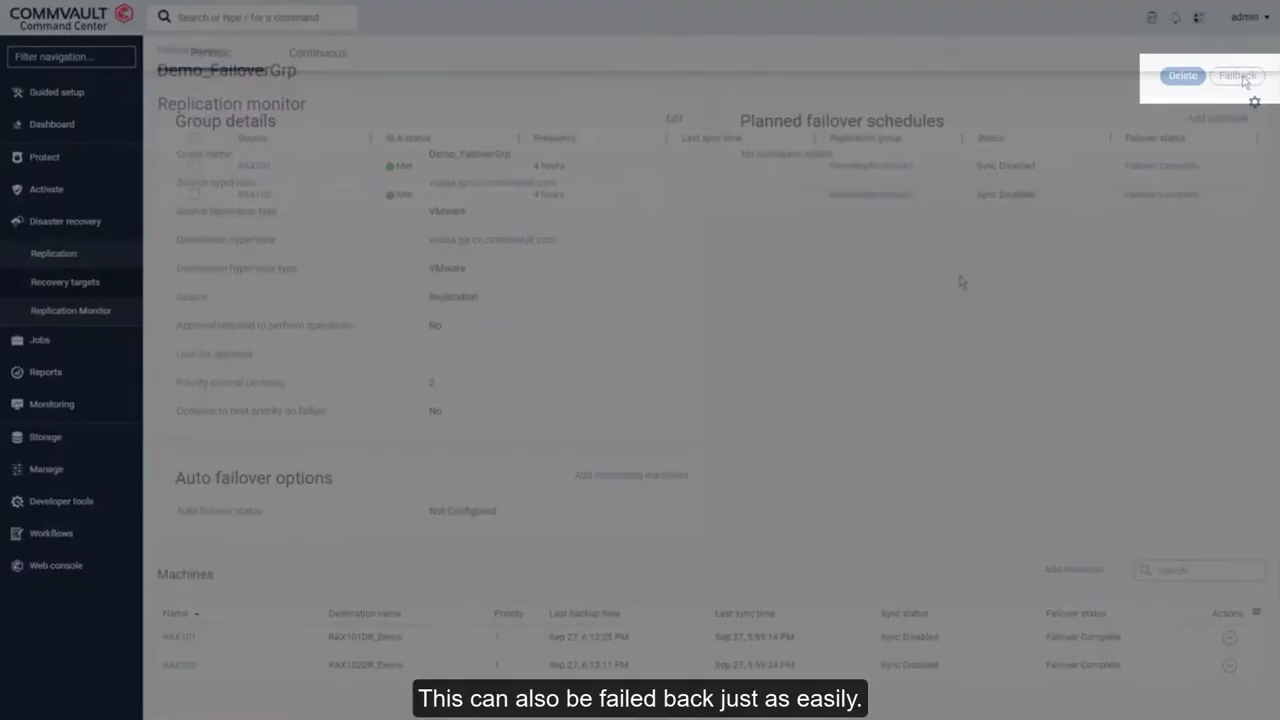 COMMVAULT
Command Center
Search or type / for a command
admin
Filter navigation...
Guided setup
Dashboard
Protect
Activate
Disaster recovery
Replication
Recovery targets
Replication Monitor
Jobs
Reports
Monitoring
Storage
Manage
Developer tools
Workflows
Web console
Periodic
Continuous
Demo_FailoverGrp
Delete
Failback
Replication monitor
Group details
Edit
Planned failover schedules
Add schedule
Source
SLA status
Frequency
Last sync time
Replication group
Status
Failover status
Group name
Demo_FailoverGrp
No schedules added
RAX101
Met
4 hours
Sync Disabled
Failover Complete
Source hypervisor
RAX102
Met
4 hours
Sync Disabled
Failover Complete
Source hypervisor type
VMware
Destination hypervisor
Destination hypervisor type
VMware
Source
Replication
Approval required to perform operations
No
User for approval
Priority interval (minutes)
2
Continue to next priority on failure
No
Auto failover options
Add monitoring machines
Auto failover status
Not Configured
Machines
Search
Name
Destination name
Priority
Last backup time
Last sync time
Sync status
Failover status
Actions
RAX101
RAX101DR_Demo
1
Sep 27, 6:12:25 PM
Sep 27, 5:59:14 PM
Sync Disabled
Failover Complete
RAX102
RAX102DR_Demo
1
Sep 27, 6:13:11 PM
Sep 27, 5:59:34 PM
Sync Disabled
Failover Complete
This can also be failed back just as easily.